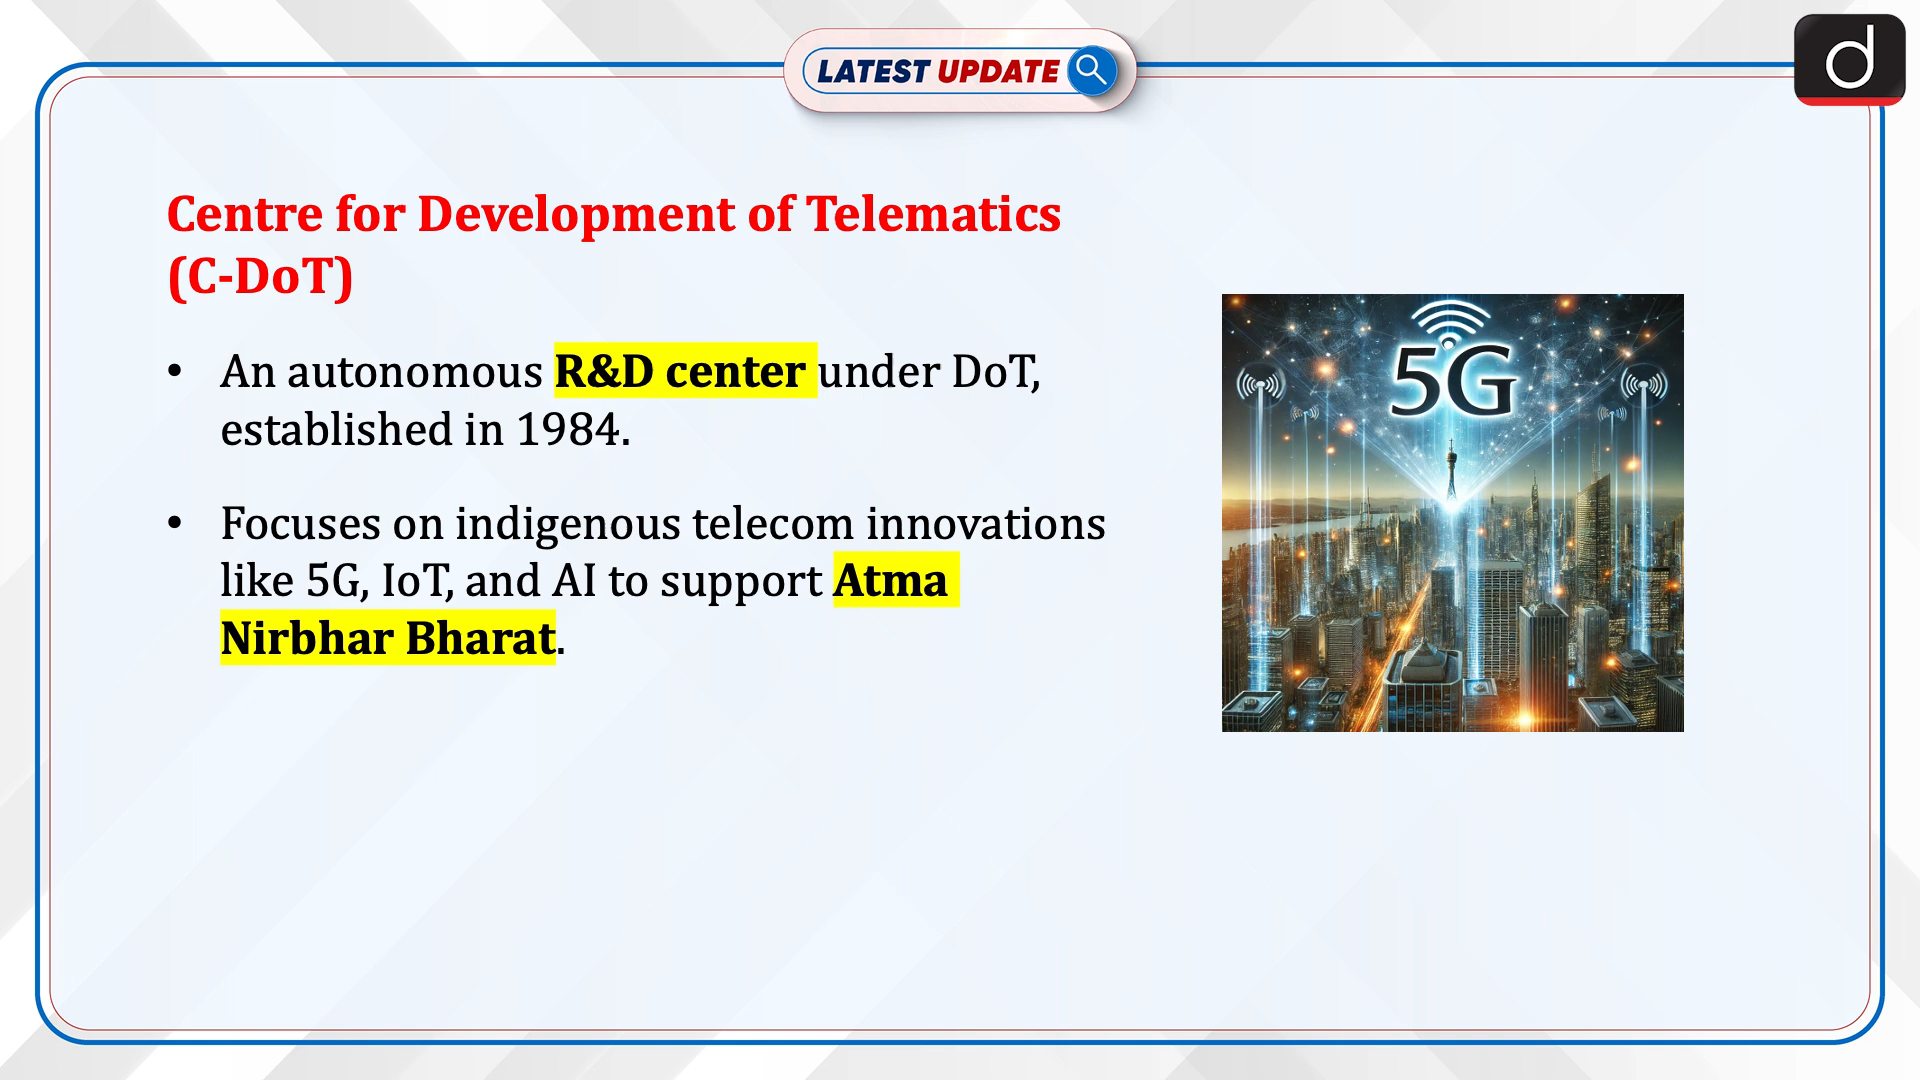 LATEST UPDATE
d
Centre for Development of Telematics
(C-DoT)
• An autonomous R&D center under DoT,
established in 1984.
• Focuses on indigenous telecom innovations
like 5G, IoT, and AI to support Atma
Nirbhar Bharat.
5G